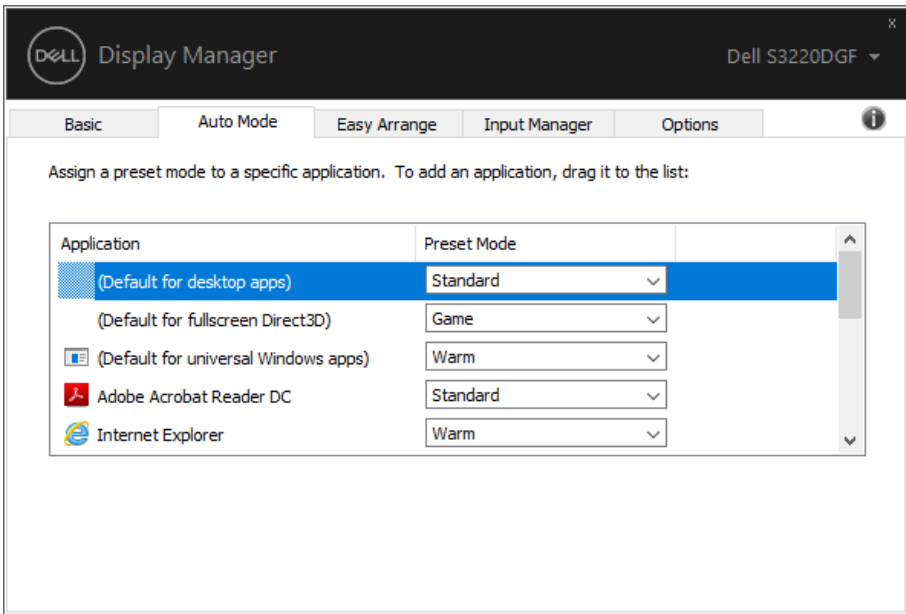 x
DELL Display Manager Dell S3220DGF
Basic Auto Mode Easy Arrange Input Manager Options
Assign a preset mode to a specific application. To add an application, drag it to the list:
Application Preset Mode
(Default for desktop apps) Standard
(Default for fullscreen Direct3D) Game
(Default for universal Windows apps) Warm
Adobe Acrobat Reader DC Standard
Internet Explorer Warm